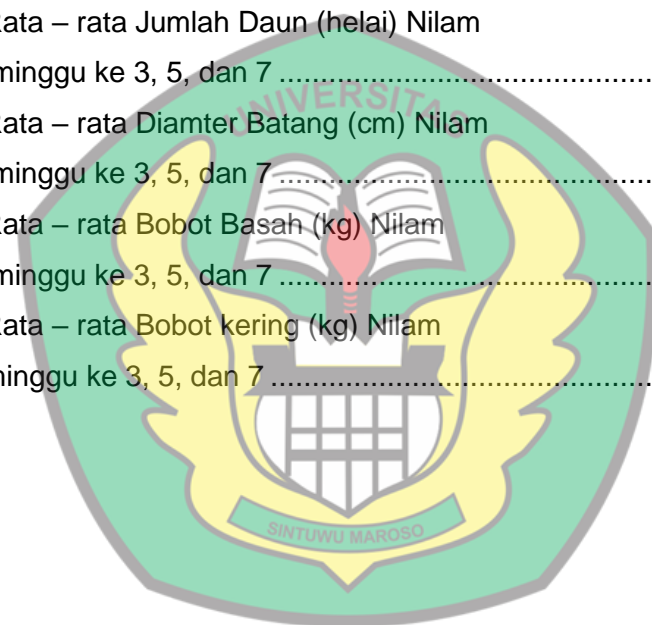 Rata – rata Jumlah Daun (helai) Nilam
minggu ke 3, 5, dan 7 ................................................
UNIVERSITAS
Rata – rata Diamter Batang (cm) Nilam
minggu ke 3, 5, dan 7 ................................................
Rata – rata Bobot Basah (kg) Nilam
minggu ke 3, 5, dan 7 ................................................
Rata – rata Bobot kering (kg) Nilam
minggu ke 3, 5, dan 7 ................................................
SINTUWU MAROSO